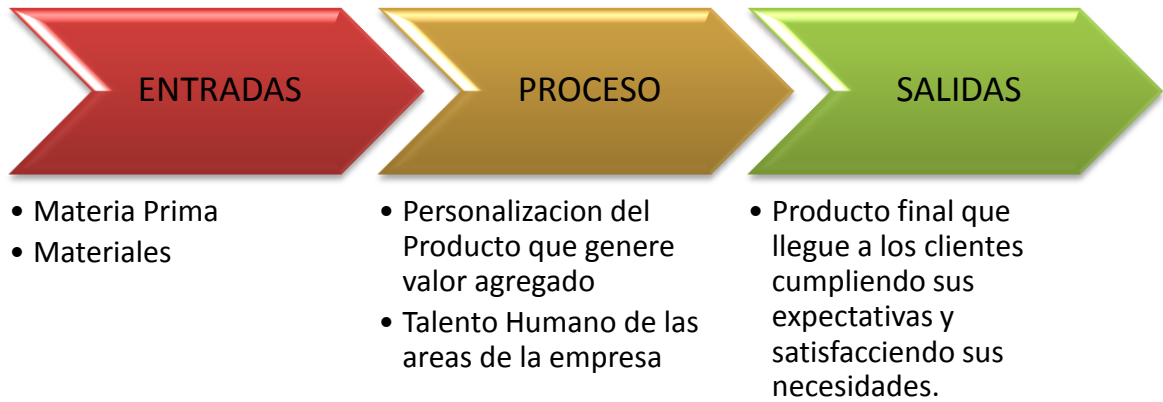 ENTRADAS
• Materia Prima
• Materiales
PROCESO
• Personalizacion del
Producto que genere
valor agregado
• Talento Humano de las
areas de la empresa
SALIDAS
• Producto final que
llegue a los clientes
cumpliendo sus
expectativas y
satisfacciendo sus
necesidades.